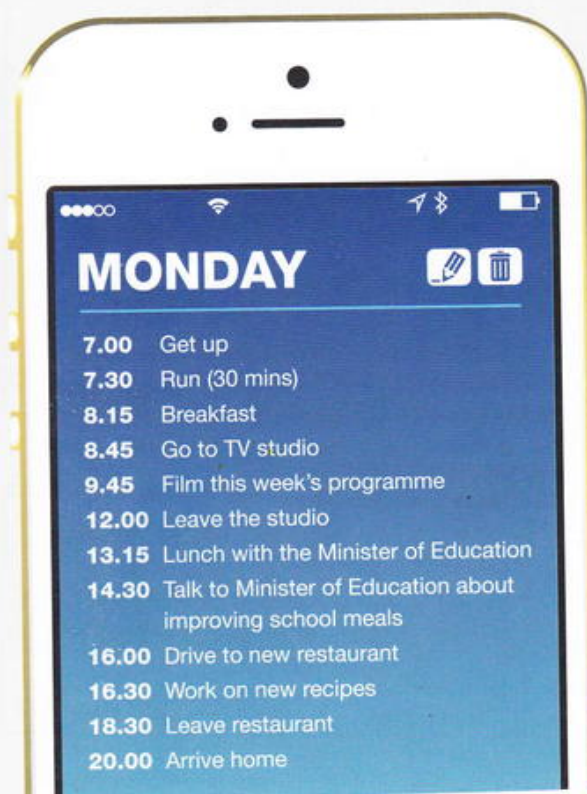 MONDAY
7.00 Get up
7.30 Run (30 mins)
8.15 Breakfast
8.45 Go to TV studio
9.45 Film this week's programme
12.00 Leave the studio
13.15 Lunch with the Minister of Education
14.30 Talk to Minister of Education about
improving school meals
16.00 Drive to new restaurant
16.30 Work on new recipes
18.30 Leave restaurant
20.00 Arrive home